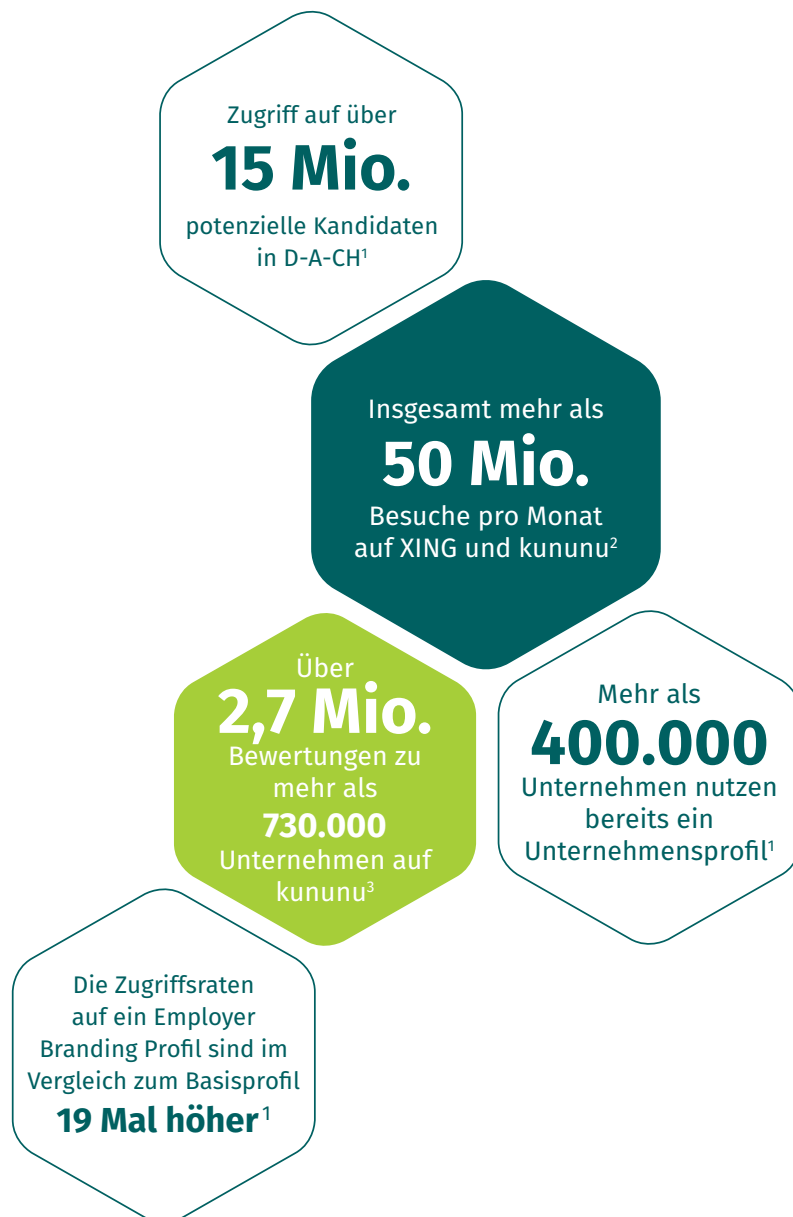 Zugriff auf über
15 Mio.
potenzielle Kandidaten
in D-A-CH¹
Insgesamt mehr als
50 Mio.
Besuche pro Monat
auf XING und kununu²
Über
2,7 Mio.
Bewertungen zu
mehr als
730.000
Unternehmen auf
kununu³
Mehr als
400.000
Unternehmen nutzen
bereits ein
Unternehmensprofil¹
Die Zugriffsraten
auf ein Employer
Branding Profil sind im
Vergleich zum Basisprofil
19 Mal höher¹